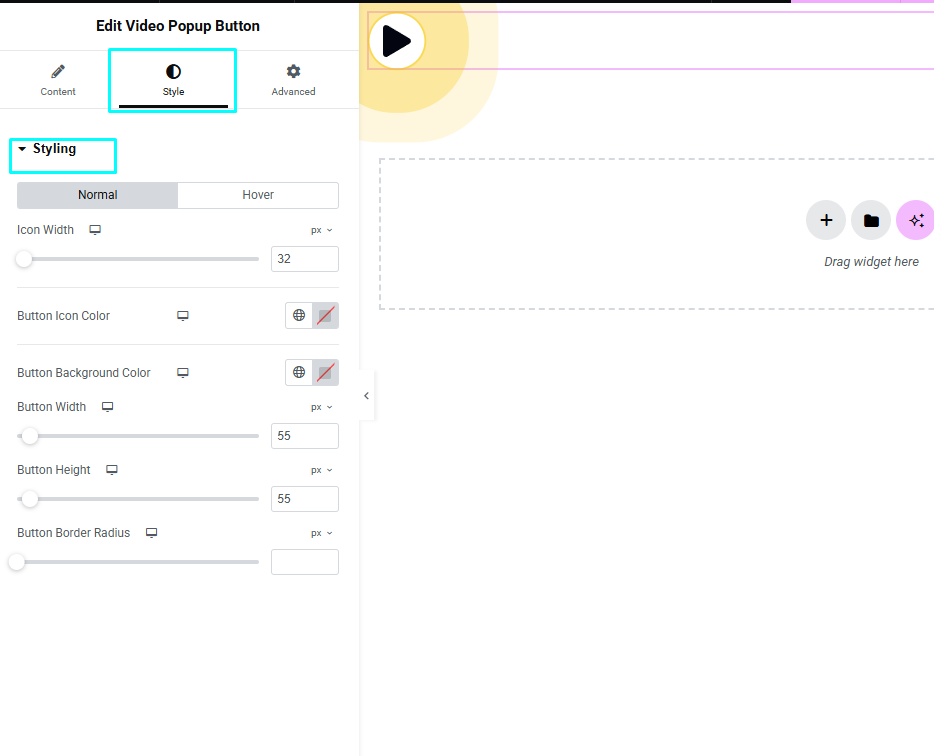 Edit Video Popup Button
Content
Style
Advanced
Styling
Normal
Hover
Icon Width
px
32
Button Icon Color
Button Background Color
Button Width
px
55
Button Height
px
55
Button Border Radius
px
Drag widget here